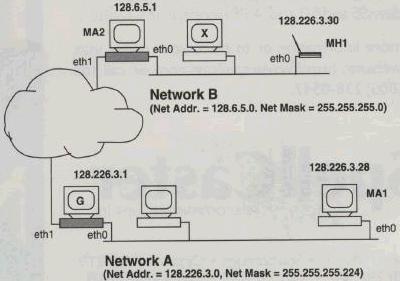 128.6.5.1
MA2
X
128.226.3.30
MH1
eth1
eth0
eth0
Network B
(Net Addr. = 128.6.5.0. Net Mask = 255.255.255.0)
128.226.3.1
128.226.3.28
G
MA1
eth1
eth0
eth0
Network A
(Net Addr. = 128.226.3.0, Net Mask = 255.255.255.224)